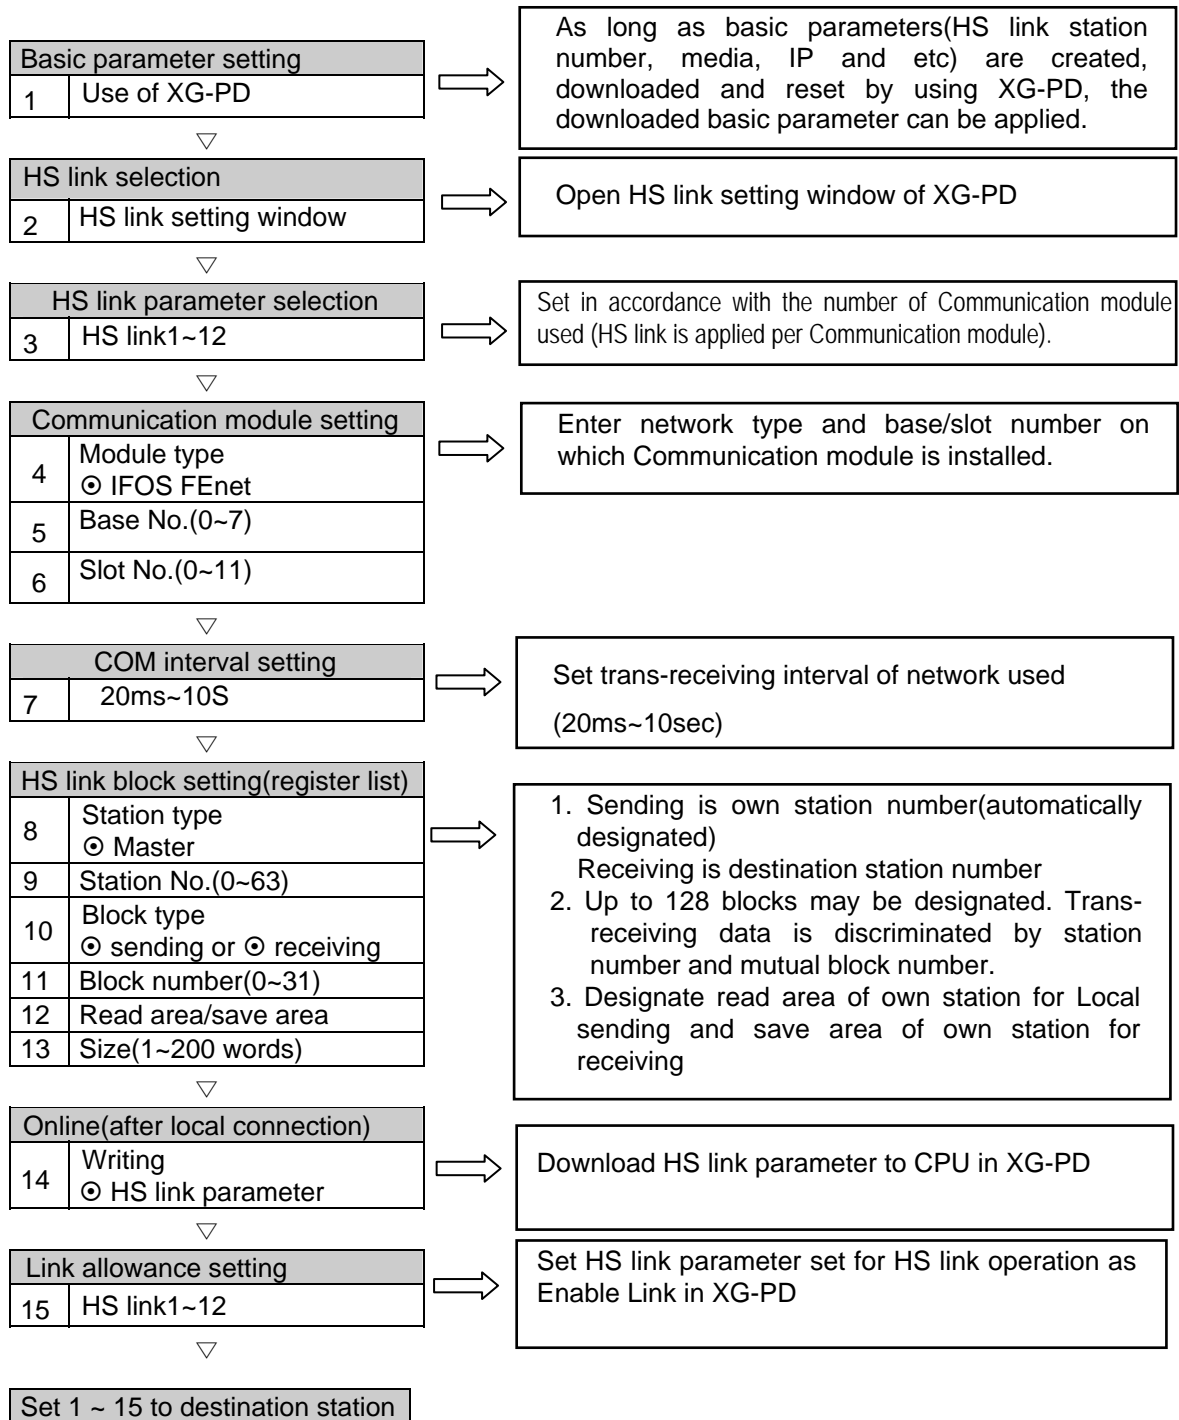 Basic parameter setting
1 Use of XG-PD
As long as basic parameters(HS link station
number, media, IP and etc) are created,
downloaded and reset by using XG-PD, the
downloaded basic parameter can be applied.
HS link selection
2 HS link setting window
Open HS link setting window of XG-PD
HS link parameter selection
3 HS link1~12
Set in accordance with the number of Communication module
used (HS link is applied per Communication module).
Communication module setting
4 Module type
⊙ IFOS FEnet
5 Base No.(0~7)
6 Slot No.(0~11)
Enter network type and base/slot number on
which Communication module is installed.
COM interval setting
7 20ms~10S
Set trans-receiving interval of network used
(20ms~10sec)
HS link block setting(register list)
8 Station type
⊙ Master
9 Station No.(0~63)
10 Block type
⊙ sending or ⊙ receiving
11 Block number(0~31)
12 Read area/save area
13 Size(1~200 words)
1. Sending is own station number(automatically
designated)
Receiving is destination station number
2. Up to 128 blocks may be designated. Trans-
receiving data is discriminated by station
number and mutual block number.
3. Designate read area of own station for Local
sending and save area of own station for
receiving
Online(after local connection)
14 Writing
⊙ HS link parameter
Download HS link parameter to CPU in XG-PD
Link allowance setting
15 HS link1~12
Set HS link parameter set for HS link operation as
Enable Link in XG-PD
Set 1 ~ 15 to destination station